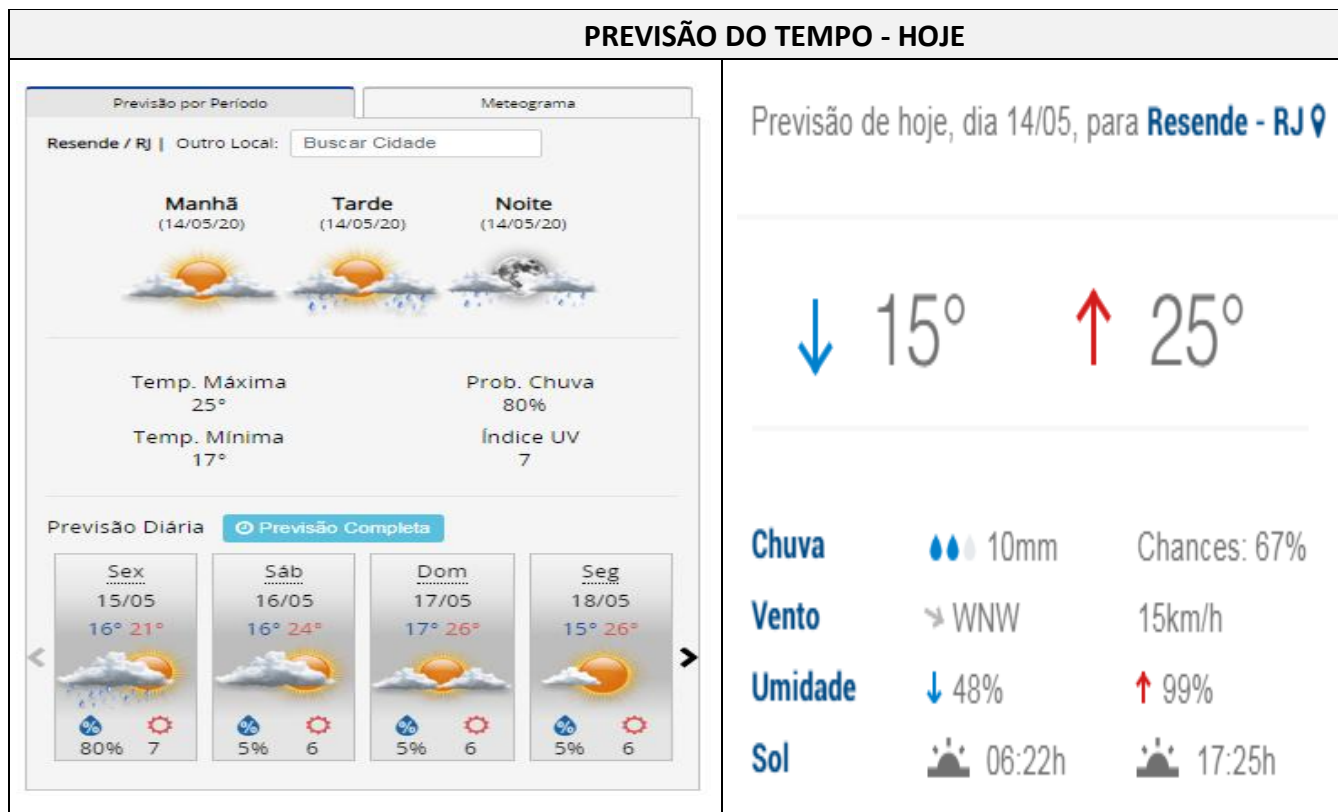 PREVISÃO DO TEMPO - HOJE
Previsão por Período
Meteograma
Resende / RJ | Outro Local: Buscar Cidade
Manhã Tarde Noite
(14/05/20) (14/05/20) (14/05/20)
Temp. Máxima Prob. Chuva
25° 80%
Temp. Mínima Índice UV
17° 7
Previsão Diária Previsão Completa
Sex Sáb Dom Seg
15/05 16/05 17/05 18/05
16° 21° 16° 24° 17° 26° 15° 26°
% % % %
80% 7 5% 6 5% 6 5% 6
Previsão de hoje, dia 14/05, para Resende - RJ
15° 25°
Chuva 10mm Chances: 67%
Vento WNW 15km/h
Umidade 48% 99%
Sol 06:22h 17:25h